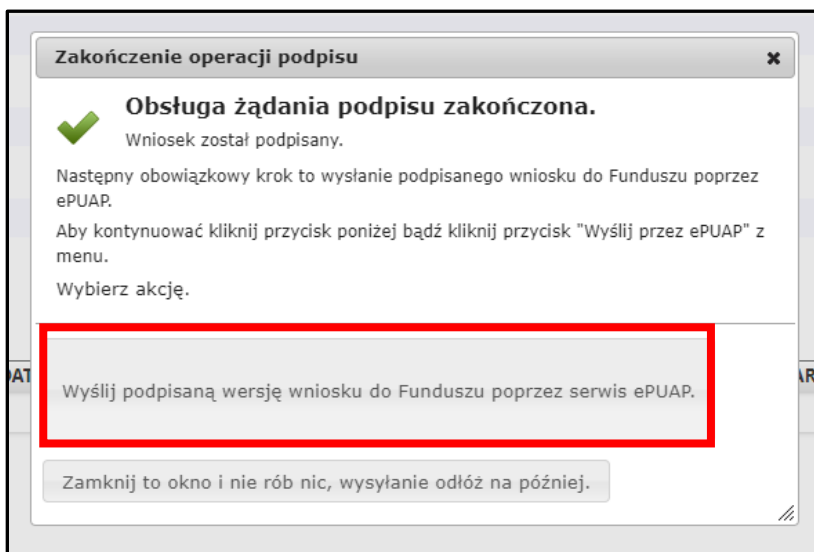 Zakończenie operacji podpisu
Obsługa żądania podpisu zakończona.
Wniosek został podpisany.
Następny obowiązkowy krok to wysłanie podpisanego wniosku do Funduszu poprzez
ePUAP.
Aby kontynuować kliknij przycisk poniżej bądź kliknij przycisk "Wyślij przez ePUAP" z
menu.
Wybierz akcję.
Wyślij podpisaną wersję wniosku do Funduszu poprzez serwis ePUAP.
Zamknij to okno i nie rób nic, wysyłanie odłóż na później.